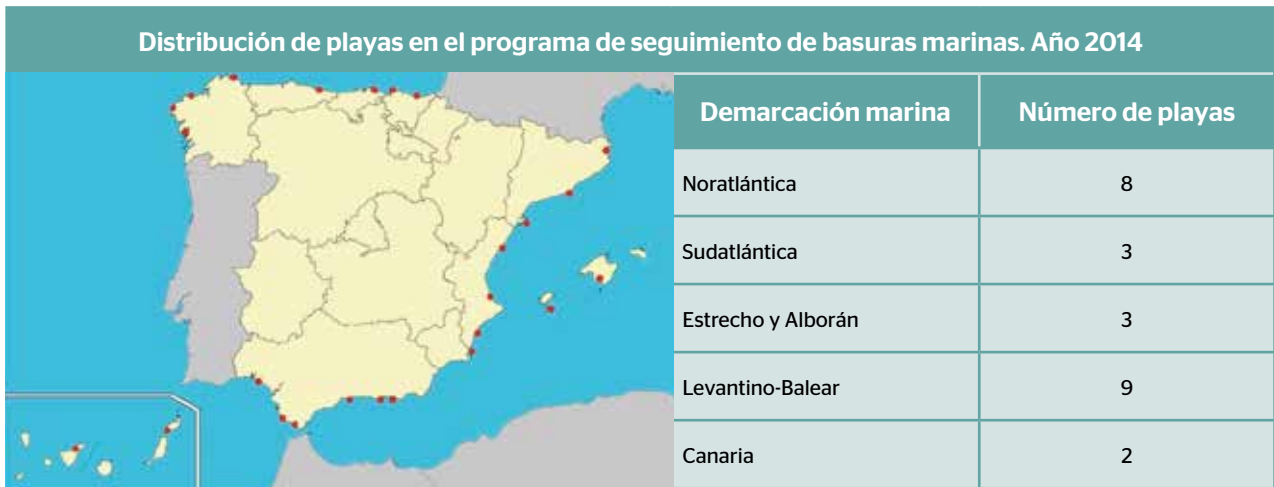 Distribución de playas en el programa de seguimiento de basuras marinas. Año 2014
Demarcación marina Número de playas
Noratlántica 8
Sudatlántica 3
Estrecho y Alborán 3
Levantino-Balear 9
Canaria 2